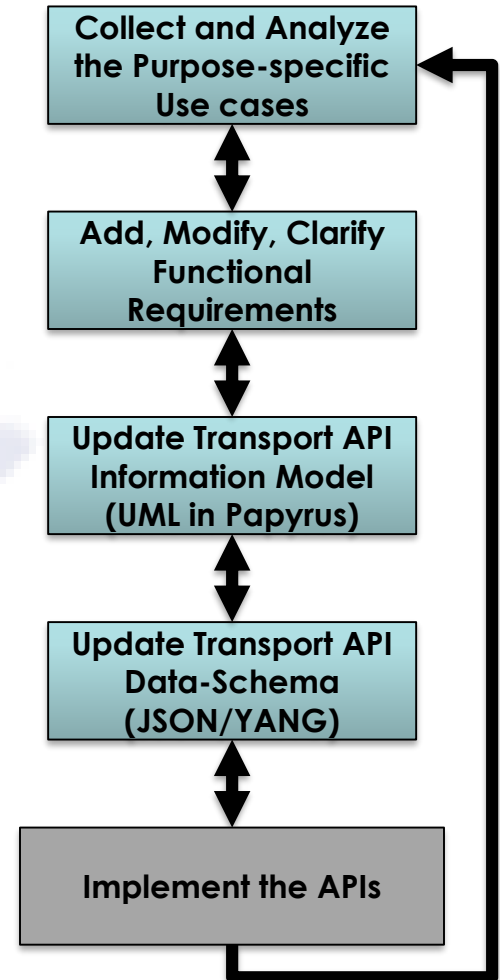 Collect and Analyze
the Purpose-specific
Use cases
Add, Modify, Clarify
Functional
Requirements
Update Transport API
Information Model
(UML in Papyrus)
Update Transport API
Data-Schema
(JSON/YANG)
Implement the APIs